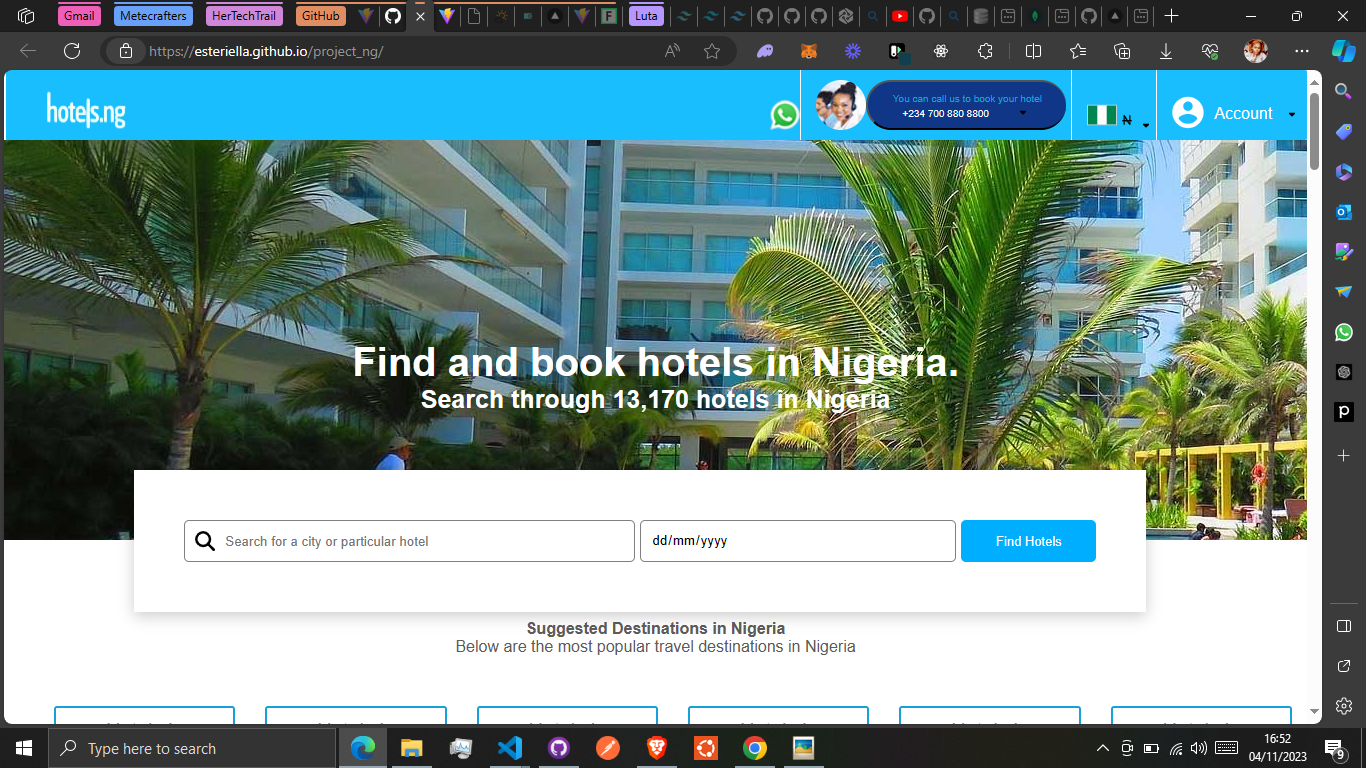 Gmail
Metecrafters
HerTechTrail
GitHub
Luta
https://esteriella.github.io/project_ng/
hotels.ng
You can call us to book your hotel
+234 700 880 8800
₦
Account
Find and book hotels in Nigeria.
Search through 13,170 hotels in Nigeria
Search for a city or particular hotel
dd/mm/yyyy
Find Hotels
Suggested Destinations in Nigeria
Below are the most popular travel destinations in Nigeria
Type here to search
16:52
04/11/2023
9